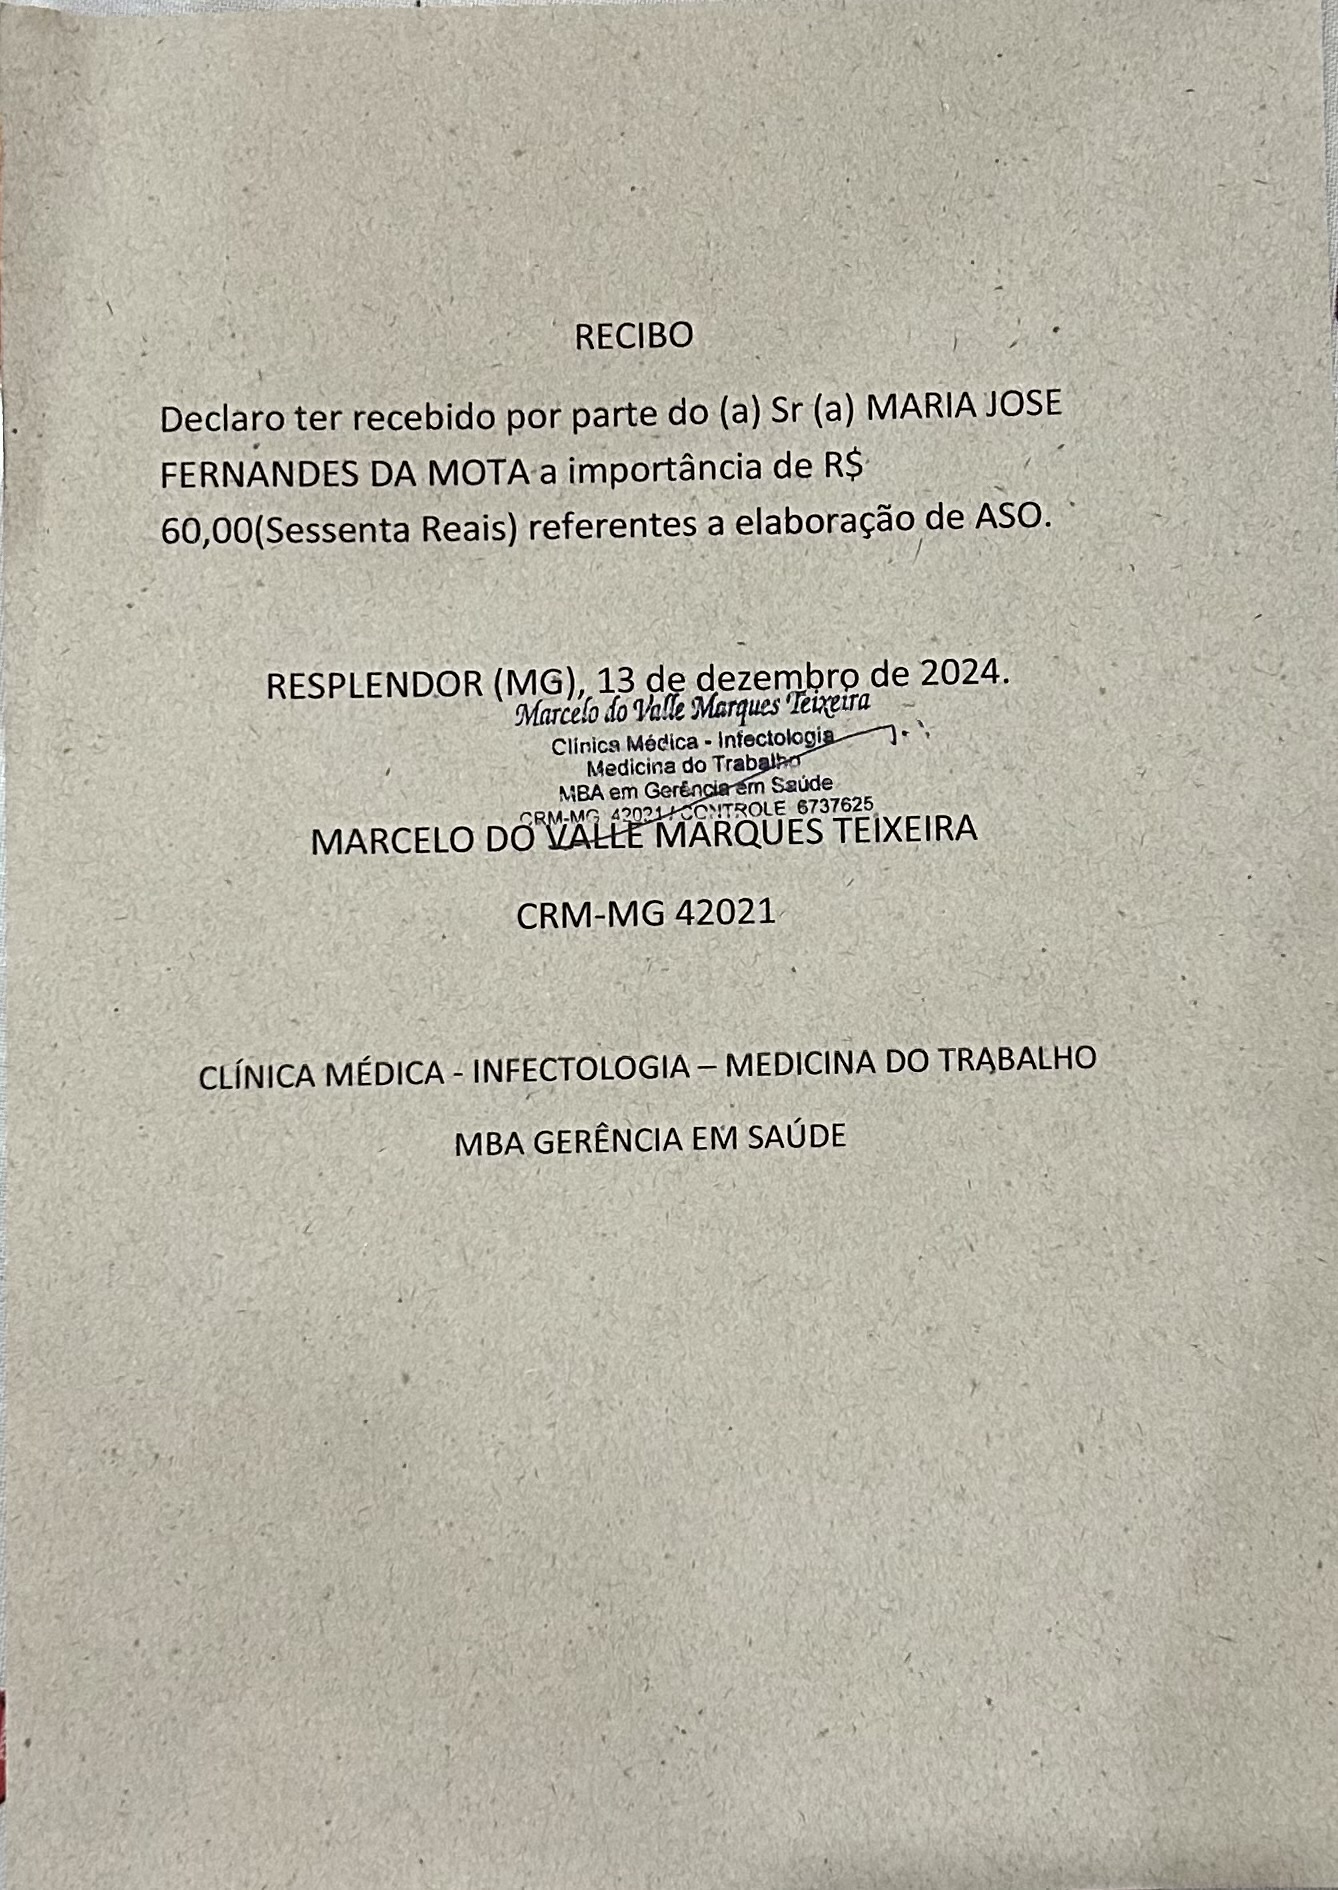 RECIBO
Declaro ter recebido por parte do (a) Sr (a) MARIA JOSE
FERNANDES DA MOTA a importância de R$
60,00(Sessenta Reais) referentes a elaboração de ASO.
RESPLENDOR (MG), 13 de dezembro de 2024.
Marcelo do Valle Marques Teixeira
Clínica Médica - Infectologia
Medicina do Trabalho
MBA em Gerência em Saúde
CRM-MG 42021 / CONTROLE 6737625
MARCELO DO VALLE MARQUES TEIXEIRA
CRM-MG 42021
CLÍNICA MÉDICA - INFECTOLOGIA – MEDICINA DO TRABALHO
MBA GERÊNCIA EM SAÚDE